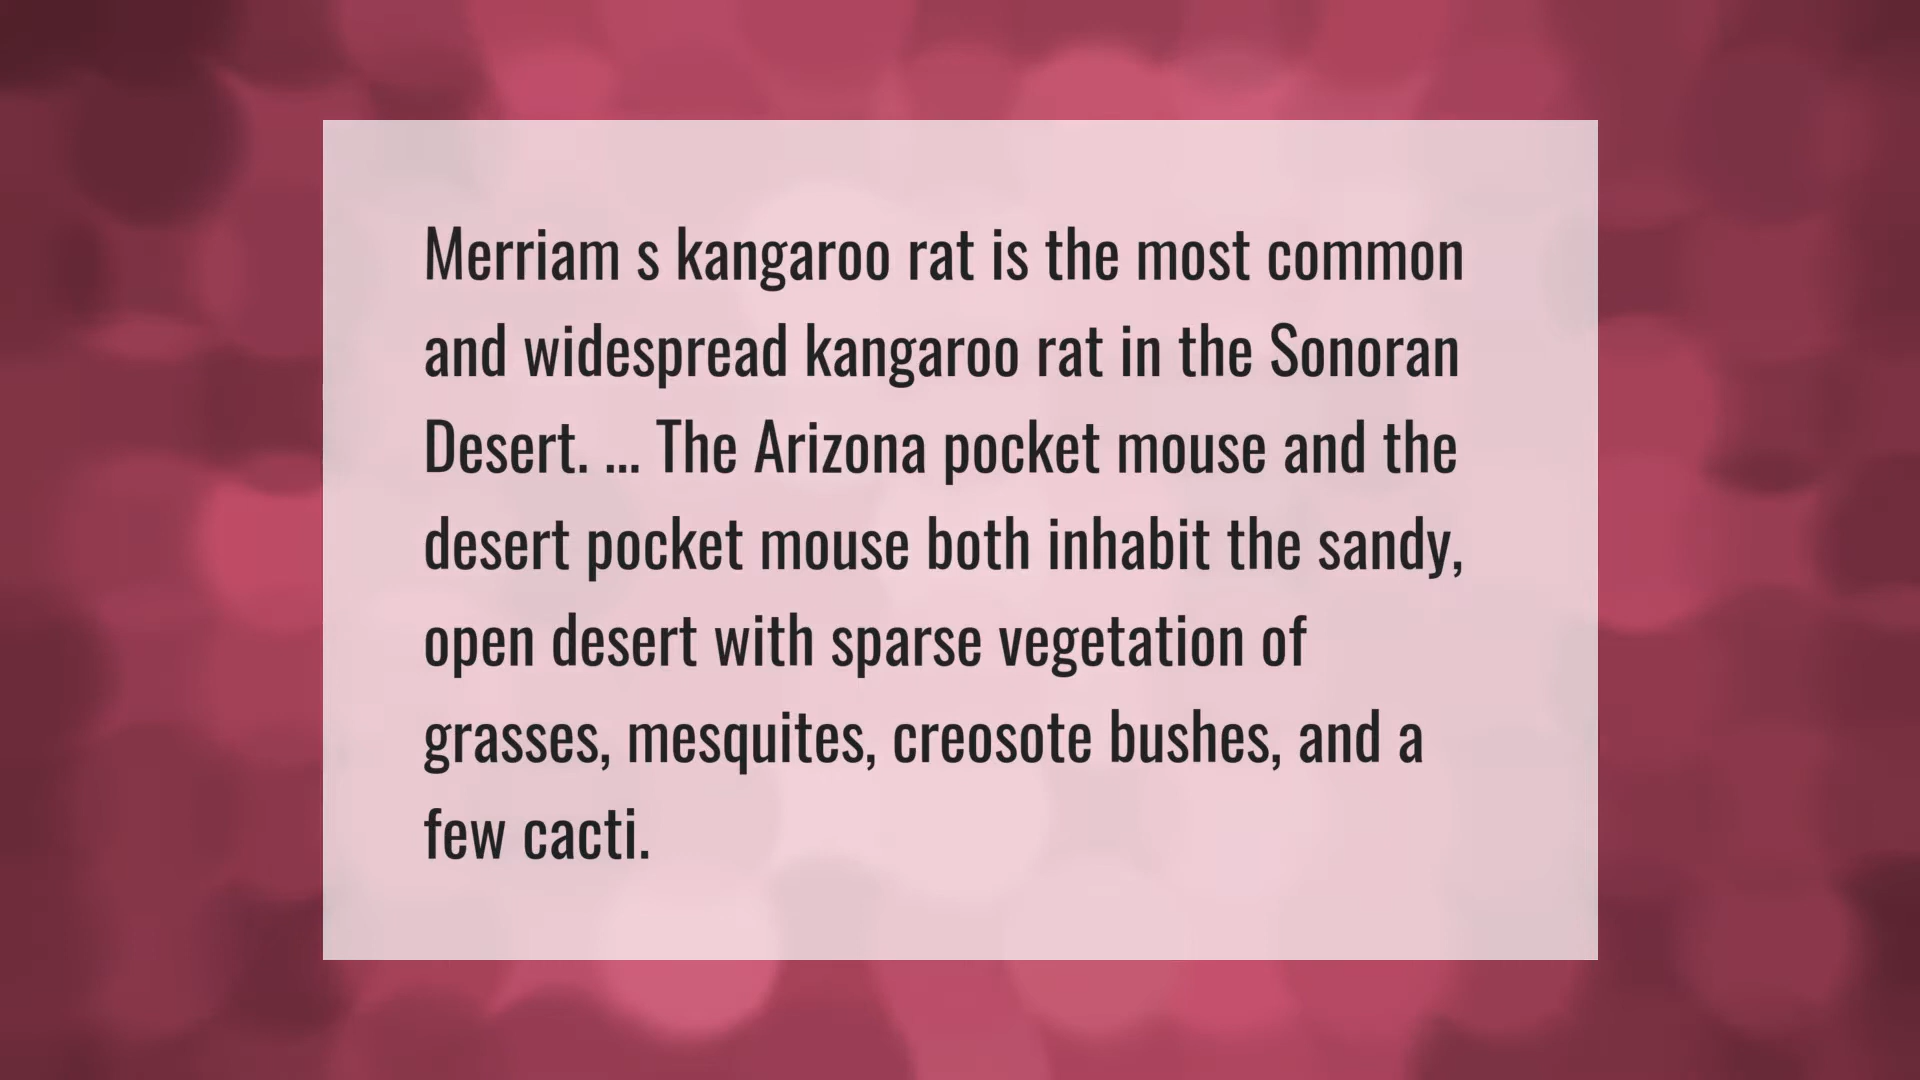 Merriam s kangaroo rat is the most common
and widespread kangaroo rat in the Sonoran
Desert. ... The Arizona pocket mouse and the
desert pocket mouse both inhabit the sandy,
open desert with sparse vegetation of
grasses, mesquites, creosote bushes, and a
few cacti.